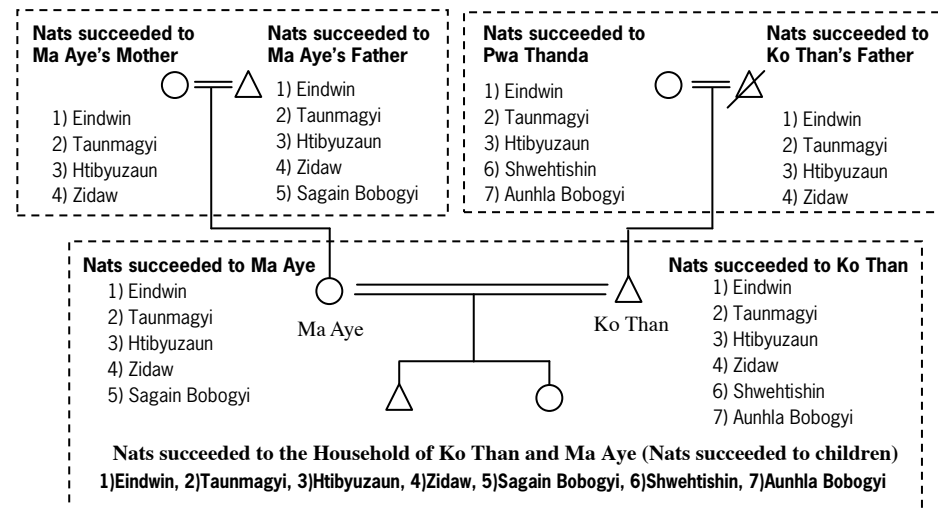 Nats succeeded to
Ma Aye's Mother
1) Eindwin
2) Taunmagyi
3) Htibyuzaun
4) Zidaw
Nats succeeded to
Ma Aye's Father
1) Eindwin
2) Taunmagyi
3) Htibyuzaun
4) Zidaw
5) Sagain Bobogyi
Nats succeeded to
Pwa Thanda
1) Eindwin
2) Taunmagyi
3) Htibyuzaun
6) Shwehtishin
7) Aunhla Bobogyi
Nats succeeded to
Ko Than's Father
1) Eindwin
2) Taunmagyi
3) Htibyuzaun
4) Zidaw
Nats succeeded to Ma Aye
1) Eindwin
2) Taunmagyi
3) Htibyuzaun
4) Zidaw
5) Sagain Bobogyi
Ma Aye
Ko Than
Nats succeeded to Ko Than
1) Eindwin
2) Taunmagyi
3) Htibyuzaun
4) Zidaw
6) Shwehtishin
7) Aunhla Bobogyi
Nats succeeded to the Household of Ko Than and Ma Aye (Nats succeeded to children)
1)Eindwin, 2)Taunmagyi, 3)Htibyuzaun, 4)Zidaw, 5)Sagain Bobogyi, 6)Shwehtishin, 7)Aunhla Bobogyi